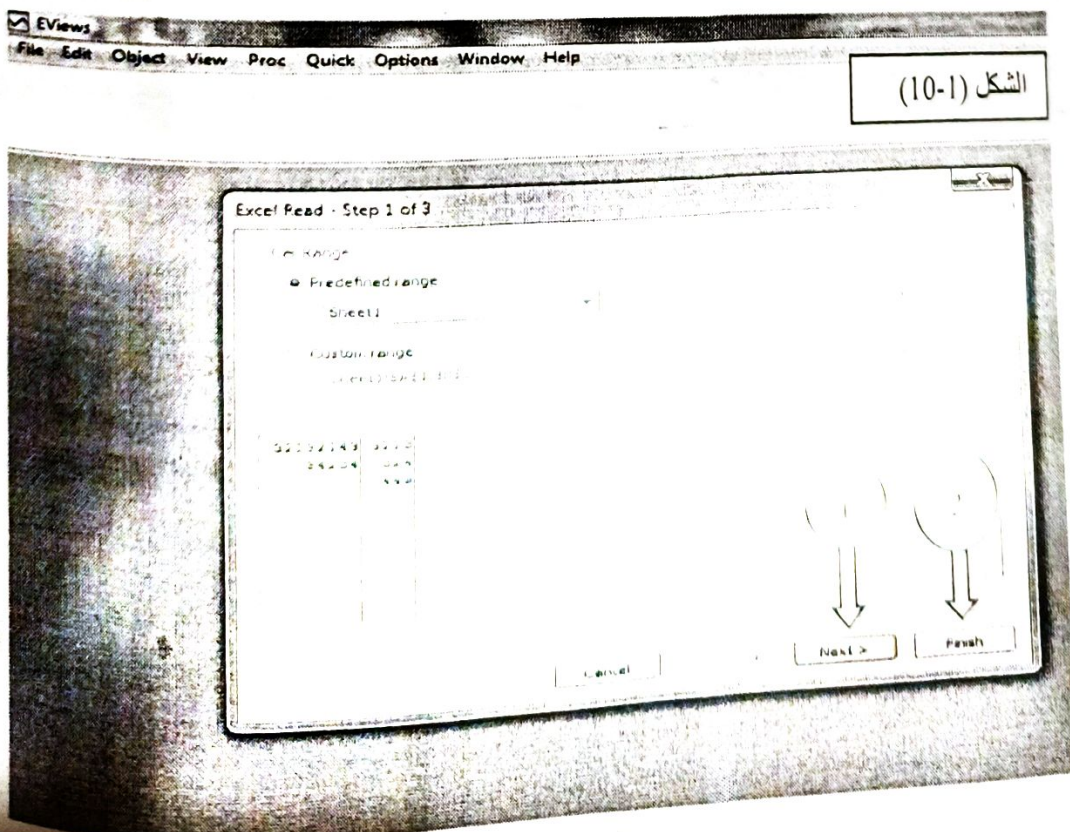 EViews
File Edit Object View Proc Quick Options Window Help
الشكل (1-10)
Excel Read - Step 1 of 3
Range
Predefined range
Sheet1
Custom range
Cancel
Next >
Finish